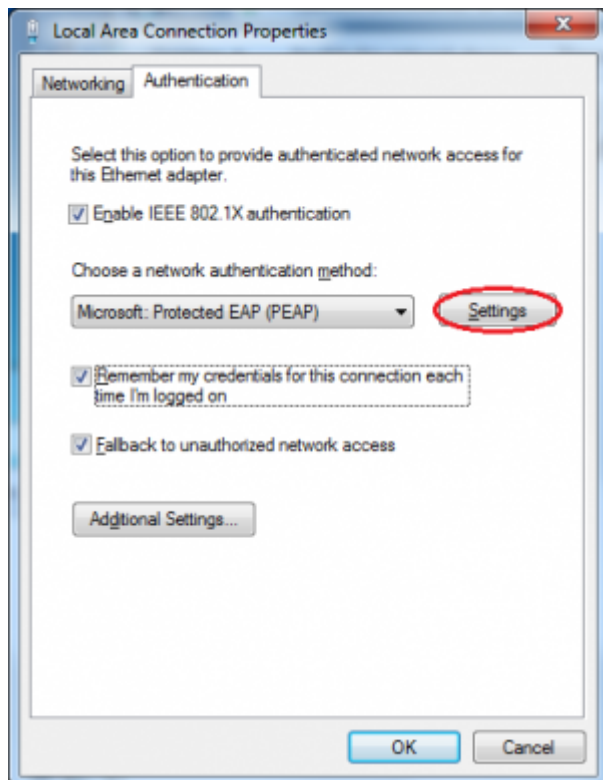 Local Area Connection Properties
Networking Authentication
Select this option to provide authenticated network access for
this Ethernet adapter.
Enable IEEE 802.1X authentication
Choose a network authentication method:
Microsoft: Protected EAP (PEAP) Settings
Remember my credentials for this connection each
time I'm logged on
Fallback to unauthorized network access
Additional Settings...
OK Cancel